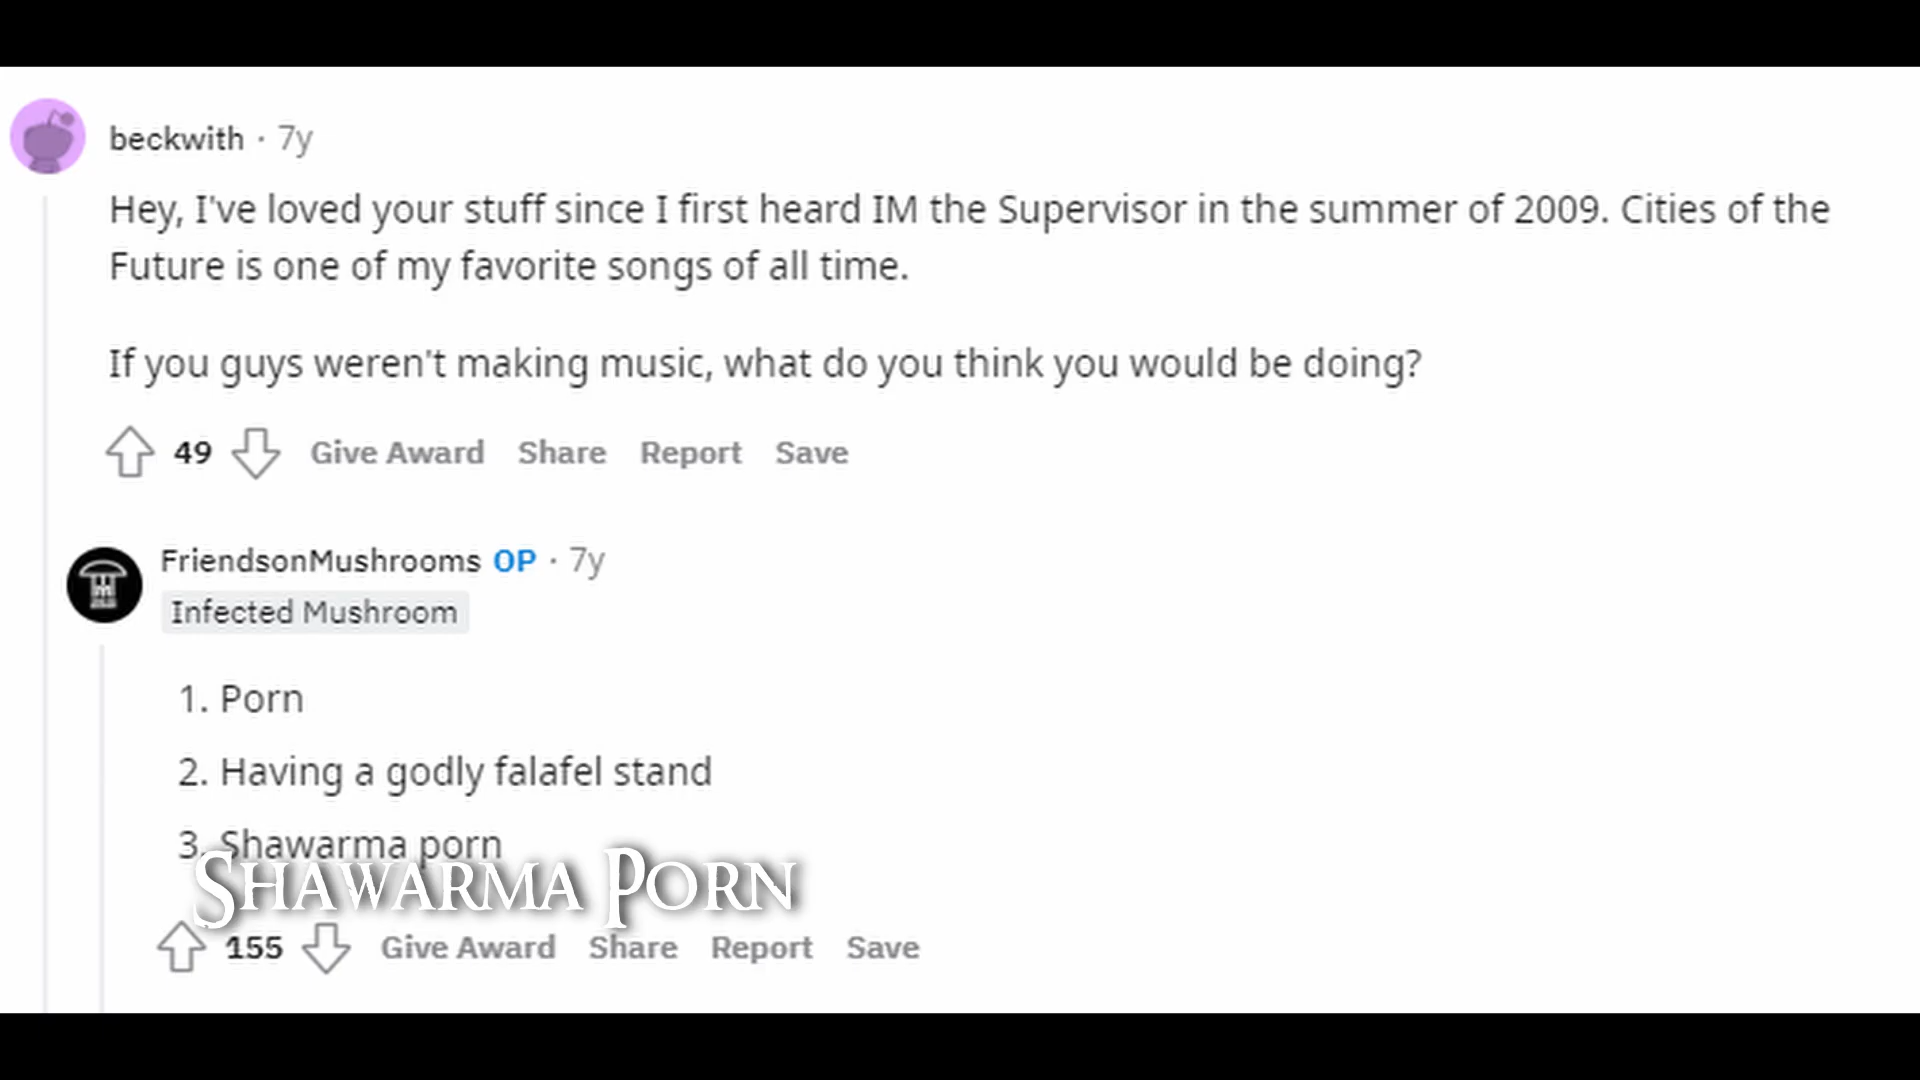 beckwith · 7y
Hey, I've loved your stuff since I first heard IM the Supervisor in the summer of 2009. Cities of the
Future is one of my favorite songs of all time.
If you guys weren't making music, what do you think you would be doing?
49 Give Award Share Report Save
FriendsonMushrooms OP · 7y
Infected Mushroom
1. Porn
2. Having a godly falafel stand
3. Shawarma porn
Shawarma Porn
155 Give Award Share Report Save